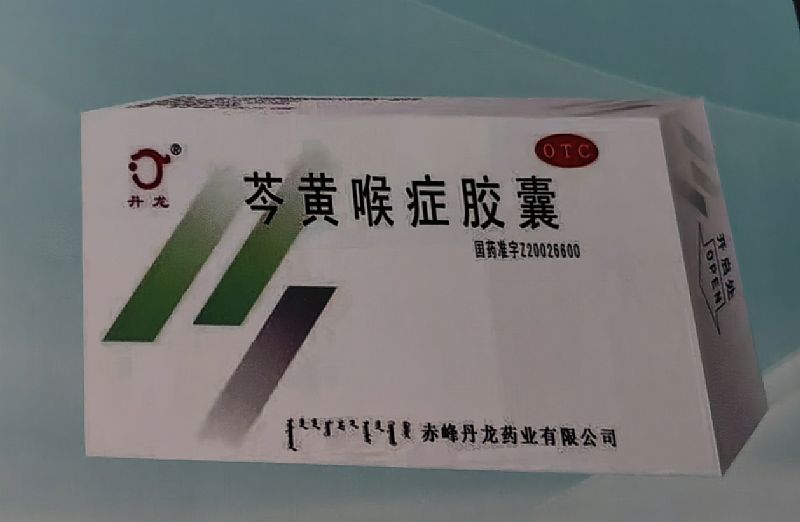 丹龙
®
OTC
芩黄喉症胶囊
国药准字Z20026600
赤峰丹龙药业有限公司
开启处
OPEN